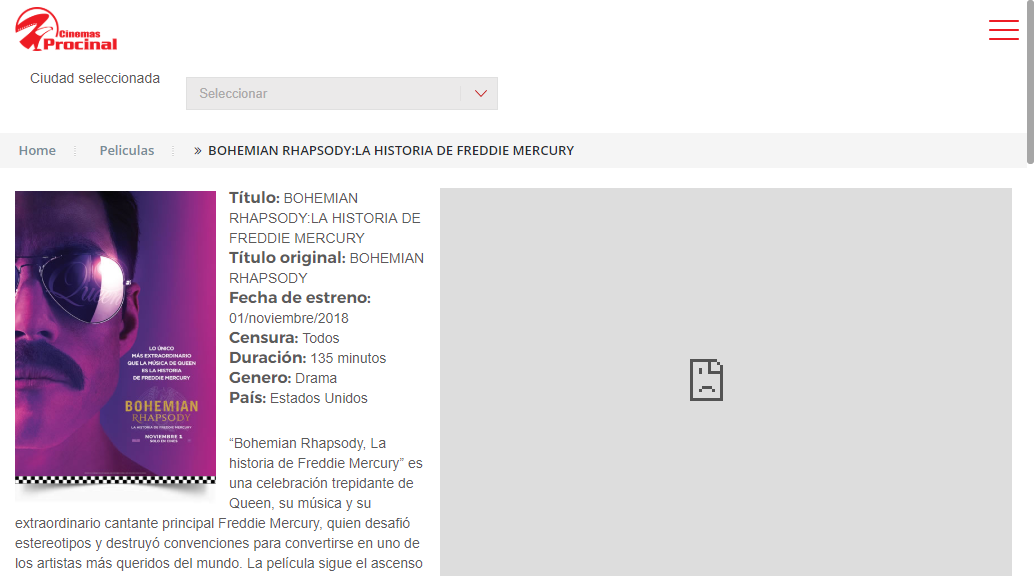 Cinemas
Procinal
Ciudad seleccionada
Seleccionar
Home
Peliculas
» BOHEMIAN RHAPSODY:LA HISTORIA DE FREDDIE MERCURY
Queen
LO ÚNICO
MÁS EXTRAORDINARIO
QUE LA MÚSICA DE QUEEN
ES LA HISTORIA
DE FREDDIE MERCURY
BOHEMIAN
RHAPSODY
LA HISTORIA DE FREDDIE MERCURY
NOVIEMBRE
SOLO EN CINES
Título: BOHEMIAN
RHAPSODY:LA HISTORIA DE
FREDDIE MERCURY
Título original: BOHEMIAN
RHAPSODY
Fecha de estreno:
01/noviembre/2018
Censura: Todos
Duración: 135 minutos
Genero: Drama
País: Estados Unidos
“Bohemian Rhapsody, La
historia de Freddie Mercury” es
una celebración trepidante de
Queen, su música y su
extraordinario cantante principal Freddie Mercury, quien desafió
estereotipos y destruyó convenciones para convertirse en uno de
los artistas más queridos del mundo. La película sigue el ascenso